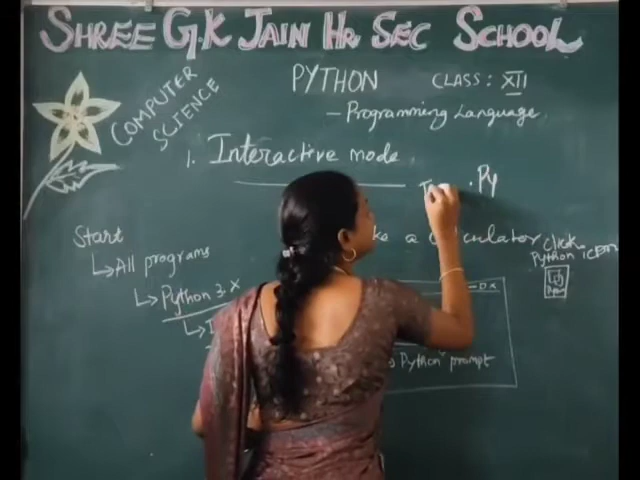 SHREE G.K JAIN HR SEC SCHOOL
COMPUTER SCIENCE
PYTHON CLASS: XII
- Programming Language
1. Interactive mode
.Py
Start
a calculator
click
Python icon
All programs
Python 3.X
Python prompt